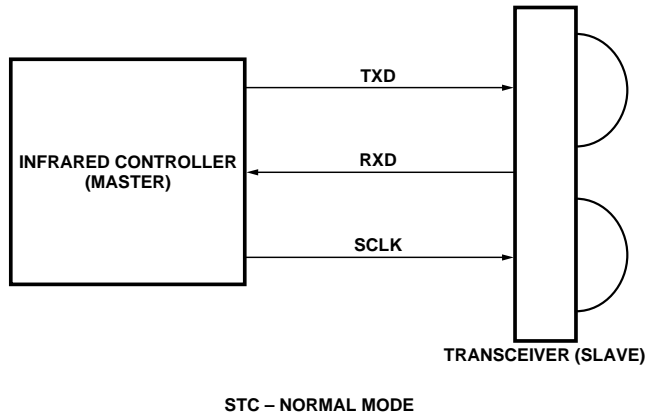 TXD
INFRARED CONTROLLER
(MASTER)
RXD
SCLK
TRANSCEIVER (SLAVE)
STC – NORMAL MODE